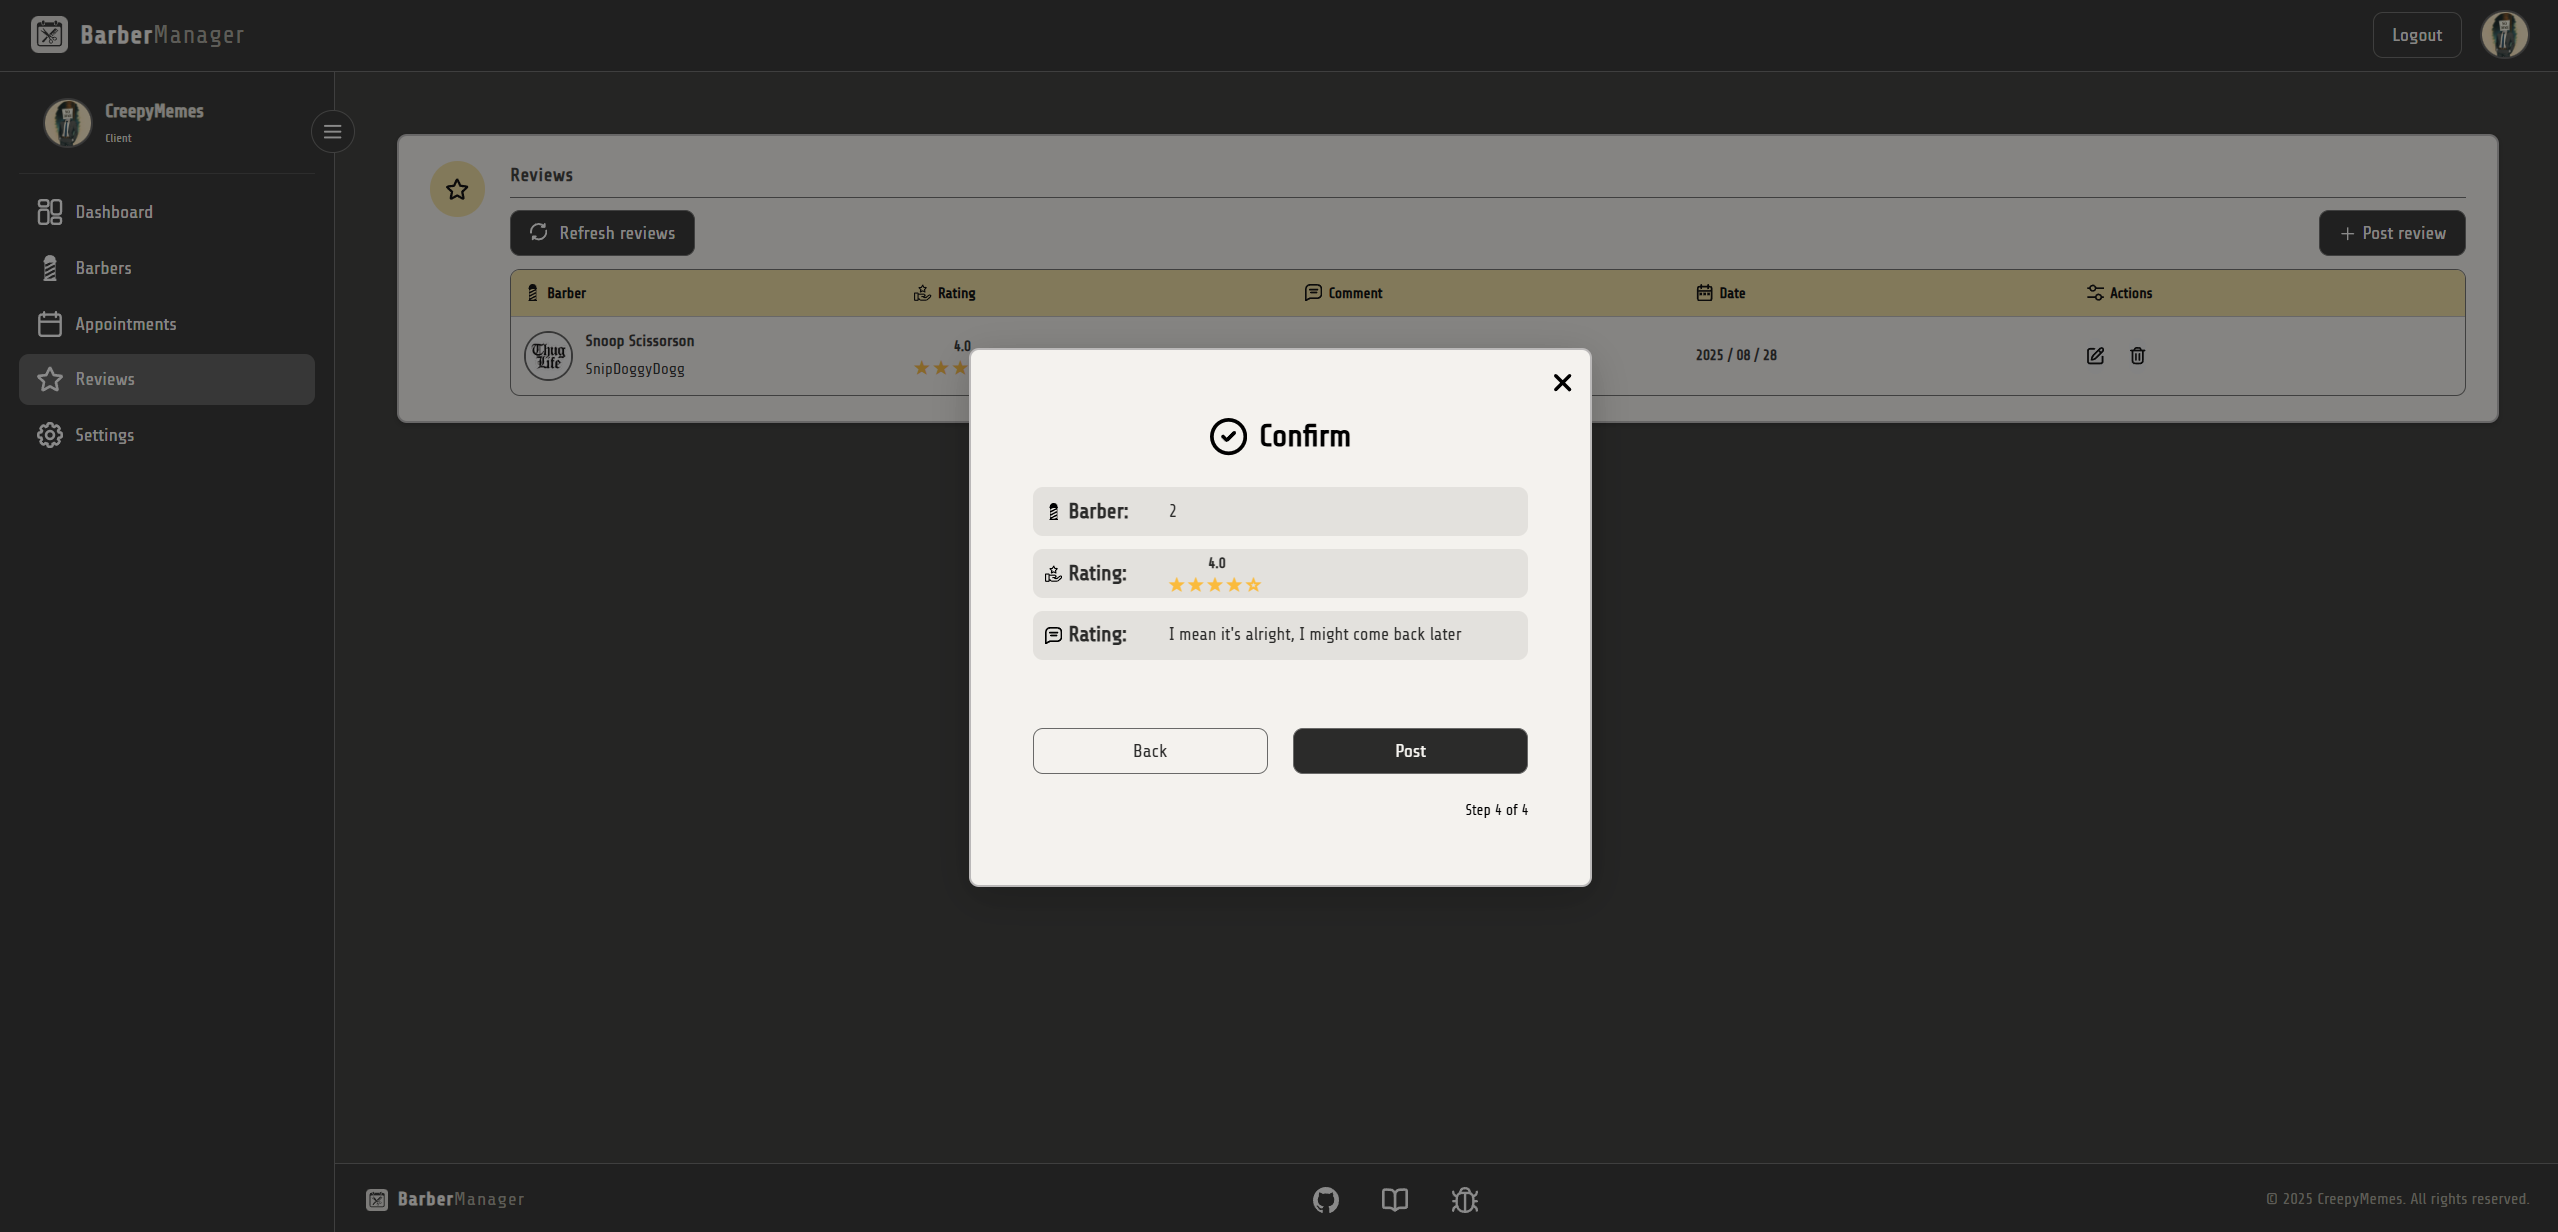 BarberManager
Logout
CreepyMemes
Client
Dashboard
Barbers
Appointments
Reviews
Settings
Reviews
Refresh reviews
+ Post review
Barber Rating Comment Date Actions
Thug Life
Snoop Scissorson
SnipDoggyDogg
4.0
2025 / 08 / 28
Confirm
Barber: 2
Rating: 4.0
Rating: I mean it's alright, I might come back later
Back Post
Step 4 of 4
BarberManager
© 2025 CreepyMemes. All rights reserved.